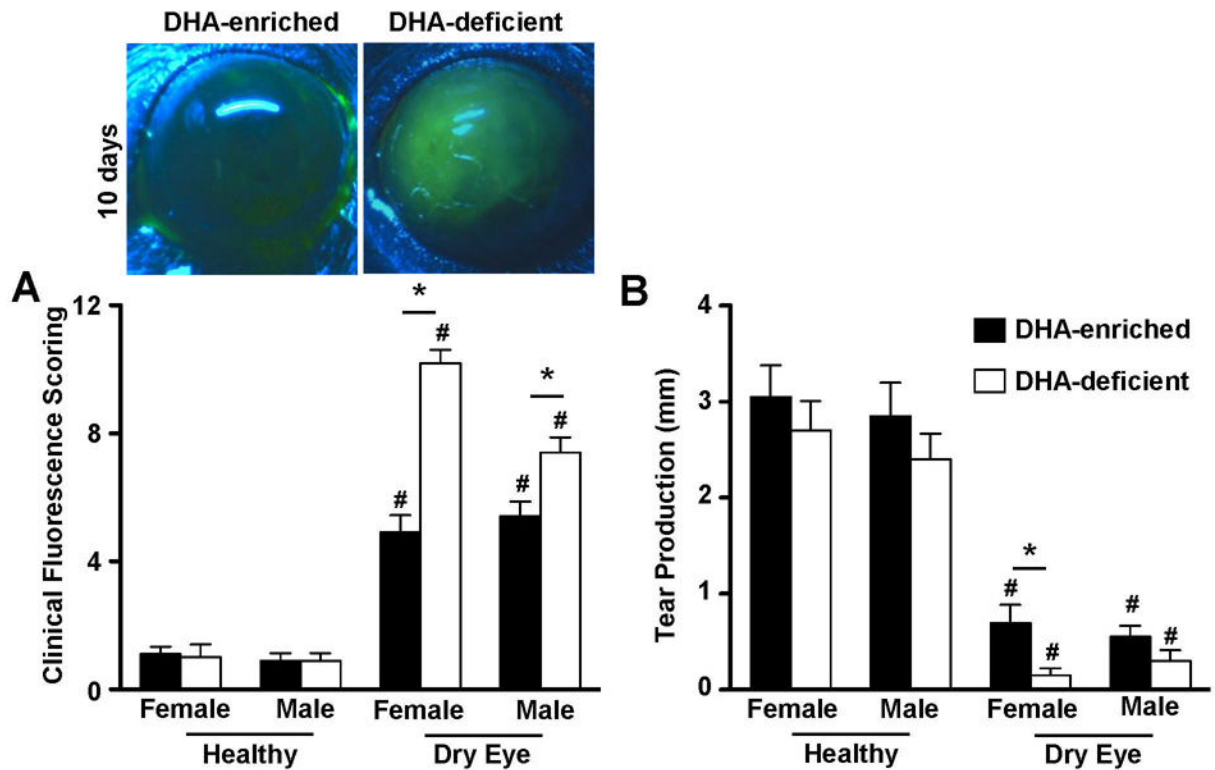 DHA-enriched DHA-deficient
10 days
A
Clinical Fluorescence Scoring
12
8
4
0
*
#
#
*
#
#
Female Male Female Male
Healthy Dry Eye
B
Tear Production (mm)
4
3
2
1
0
DHA-enriched
DHA-deficient
*
#
#
#
#
Female Male Female Male
Healthy Dry Eye